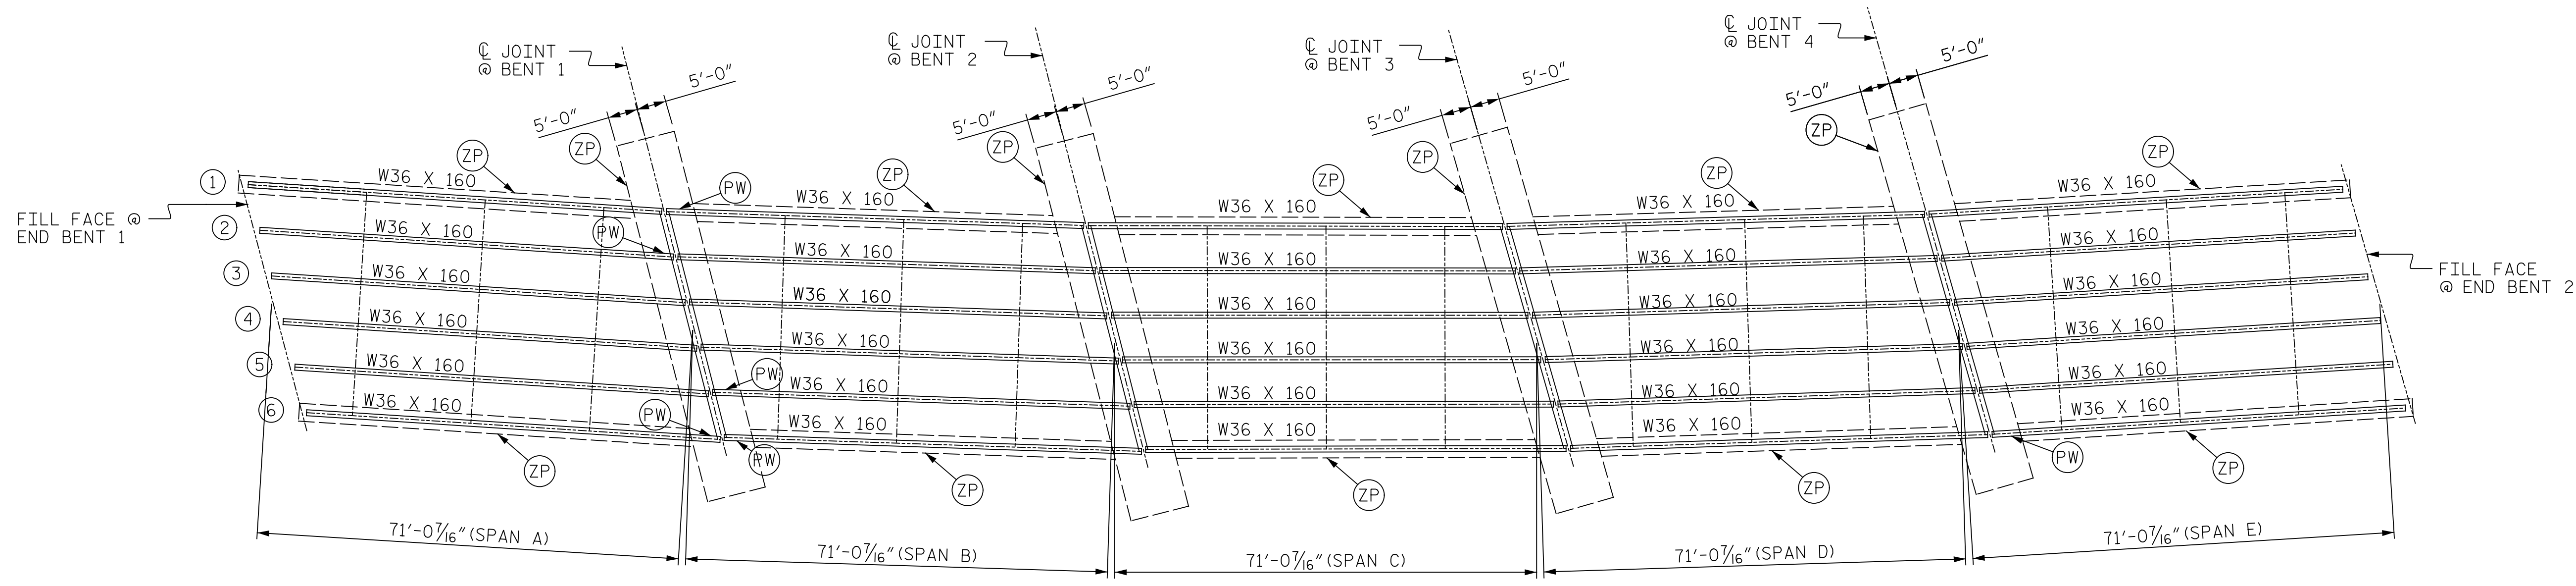 ℄ JOINT
@ BENT 1
℄ JOINT
@ BENT 2
℄ JOINT
@ BENT 3
℄ JOINT
@ BENT 4
5'-0"
5'-0"
5'-0"
5'-0"
5'-0"
5'-0"
5'-0"
5'-0"
ZP
ZP
ZP
ZP
ZP
ZP
ZP
ZP
ZP
PW
PW
FILL FACE @
END BENT 1
FILL FACE
@ END BENT 2
1
W36 X 160
W36 X 160
W36 X 160
W36 X 160
W36 X 160
2
W36 X 160
W36 X 160
W36 X 160
W36 X 160
W36 X 160
3
W36 X 160
W36 X 160
W36 X 160
W36 X 160
W36 X 160
4
W36 X 160
W36 X 160
W36 X 160
W36 X 160
W36 X 160
5
W36 X 160
W36 X 160
W36 X 160
W36 X 160
W36 X 160
6
W36 X 160
W36 X 160
W36 X 160
W36 X 160
W36 X 160
PW
PW
PW
PW
ZP
ZP
ZP
ZP
ZP
71'-0 7/16" (SPAN A)
71'-0 7/16" (SPAN B)
71'-0 7/16" (SPAN C)
71'-0 7/16" (SPAN D)
71'-0 7/16" (SPAN E)